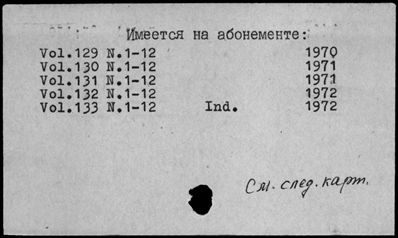 Имеется на абонементе:
Vol.129 N.1-12 1970
Vol.130 N.1-12 1971
Vol.131 N.1-12 1971
Vol.132 N.1-12 1972
Vol.133 N.1-12 Ind. 1972
См. след. карт.